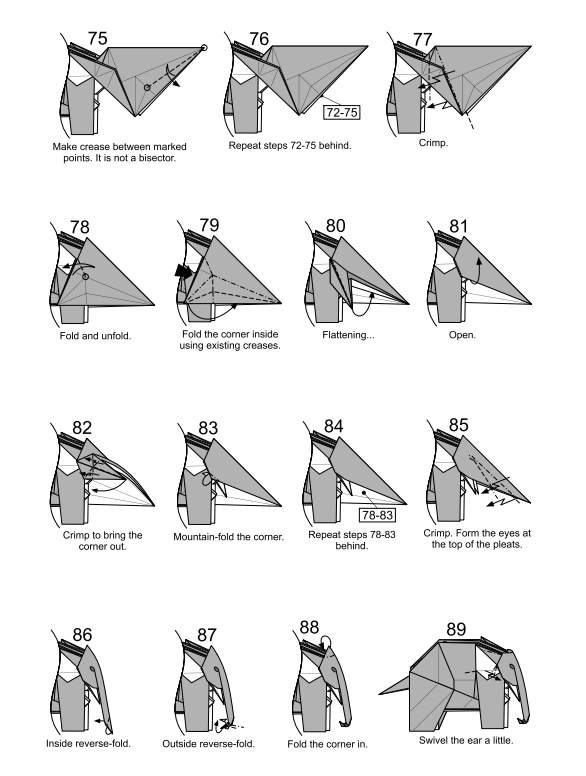 75
Make crease between marked
points. It is not a bisector.
76
72-75
Repeat steps 72-75 behind.
77
Crimp.
78
Fold and unfold.
79
Fold the corner inside
using existing creases.
80
Flattening...
81
Open.
82
Crimp to bring the
corner out.
83
Mountain-fold the corner.
84
78-83
Repeat steps 78-83
behind.
85
Crimp. Form the eyes at
the top of the pleats.
86
Inside reverse-fold.
87
Outside reverse-fold.
88
Fold the corner in.
89
Swivel the ear a little.